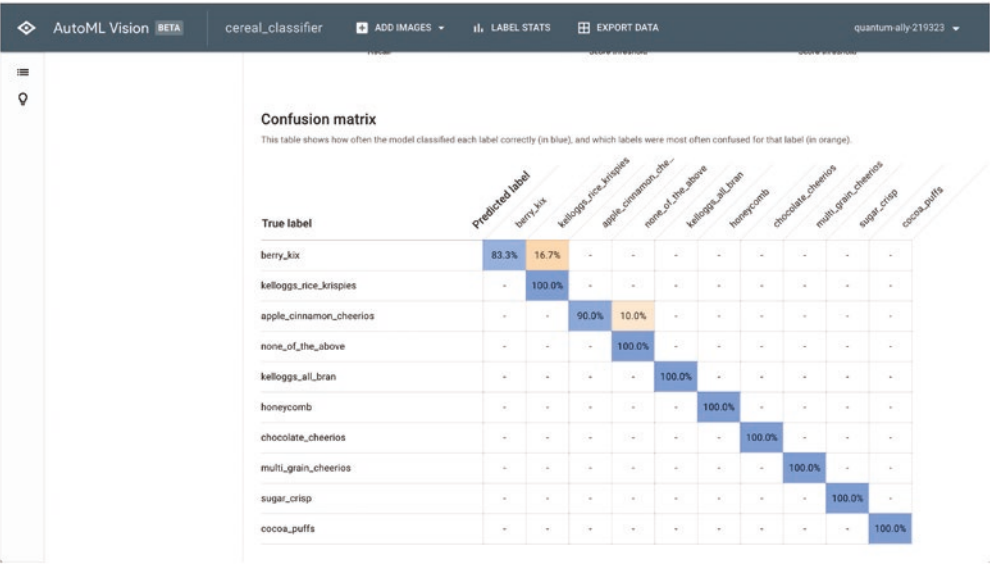 AutoML Vision BETA cereal_classifier ADD IMAGES LABEL STATS EXPORT DATA quantum-ally-219323
Confusion matrix
This table shows how often the model classified each label correctly (in blue), and which labels were most often confused for that label (in orange).
True label Predicted label berry_kix kelloggs_rice_krispies apple_cinnamon_che... none_of_the_above kelloggs_all_bran honeycomb chocolate_cheerios multi_grain_cheerios sugar_crisp cocoa_puffs
berry_kix 83.3% 16.7% - - - - - - - -
kelloggs_rice_krispies - 100.0% - - - - - - - -
apple_cinnamon_cheerios - - 90.0% 10.0% - - - - - -
none_of_the_above - - - 100.0% - - - - - -
kelloggs_all_bran - - - - 100.0% - - - - -
honeycomb - - - - - 100.0% - - - -
chocolate_cheerios - - - - - - 100.0% - - -
multi_grain_cheerios - - - - - - - 100.0% - -
sugar_crisp - - - - - - - - 100.0% -
cocoa_puffs - - - - - - - - - 100.0%